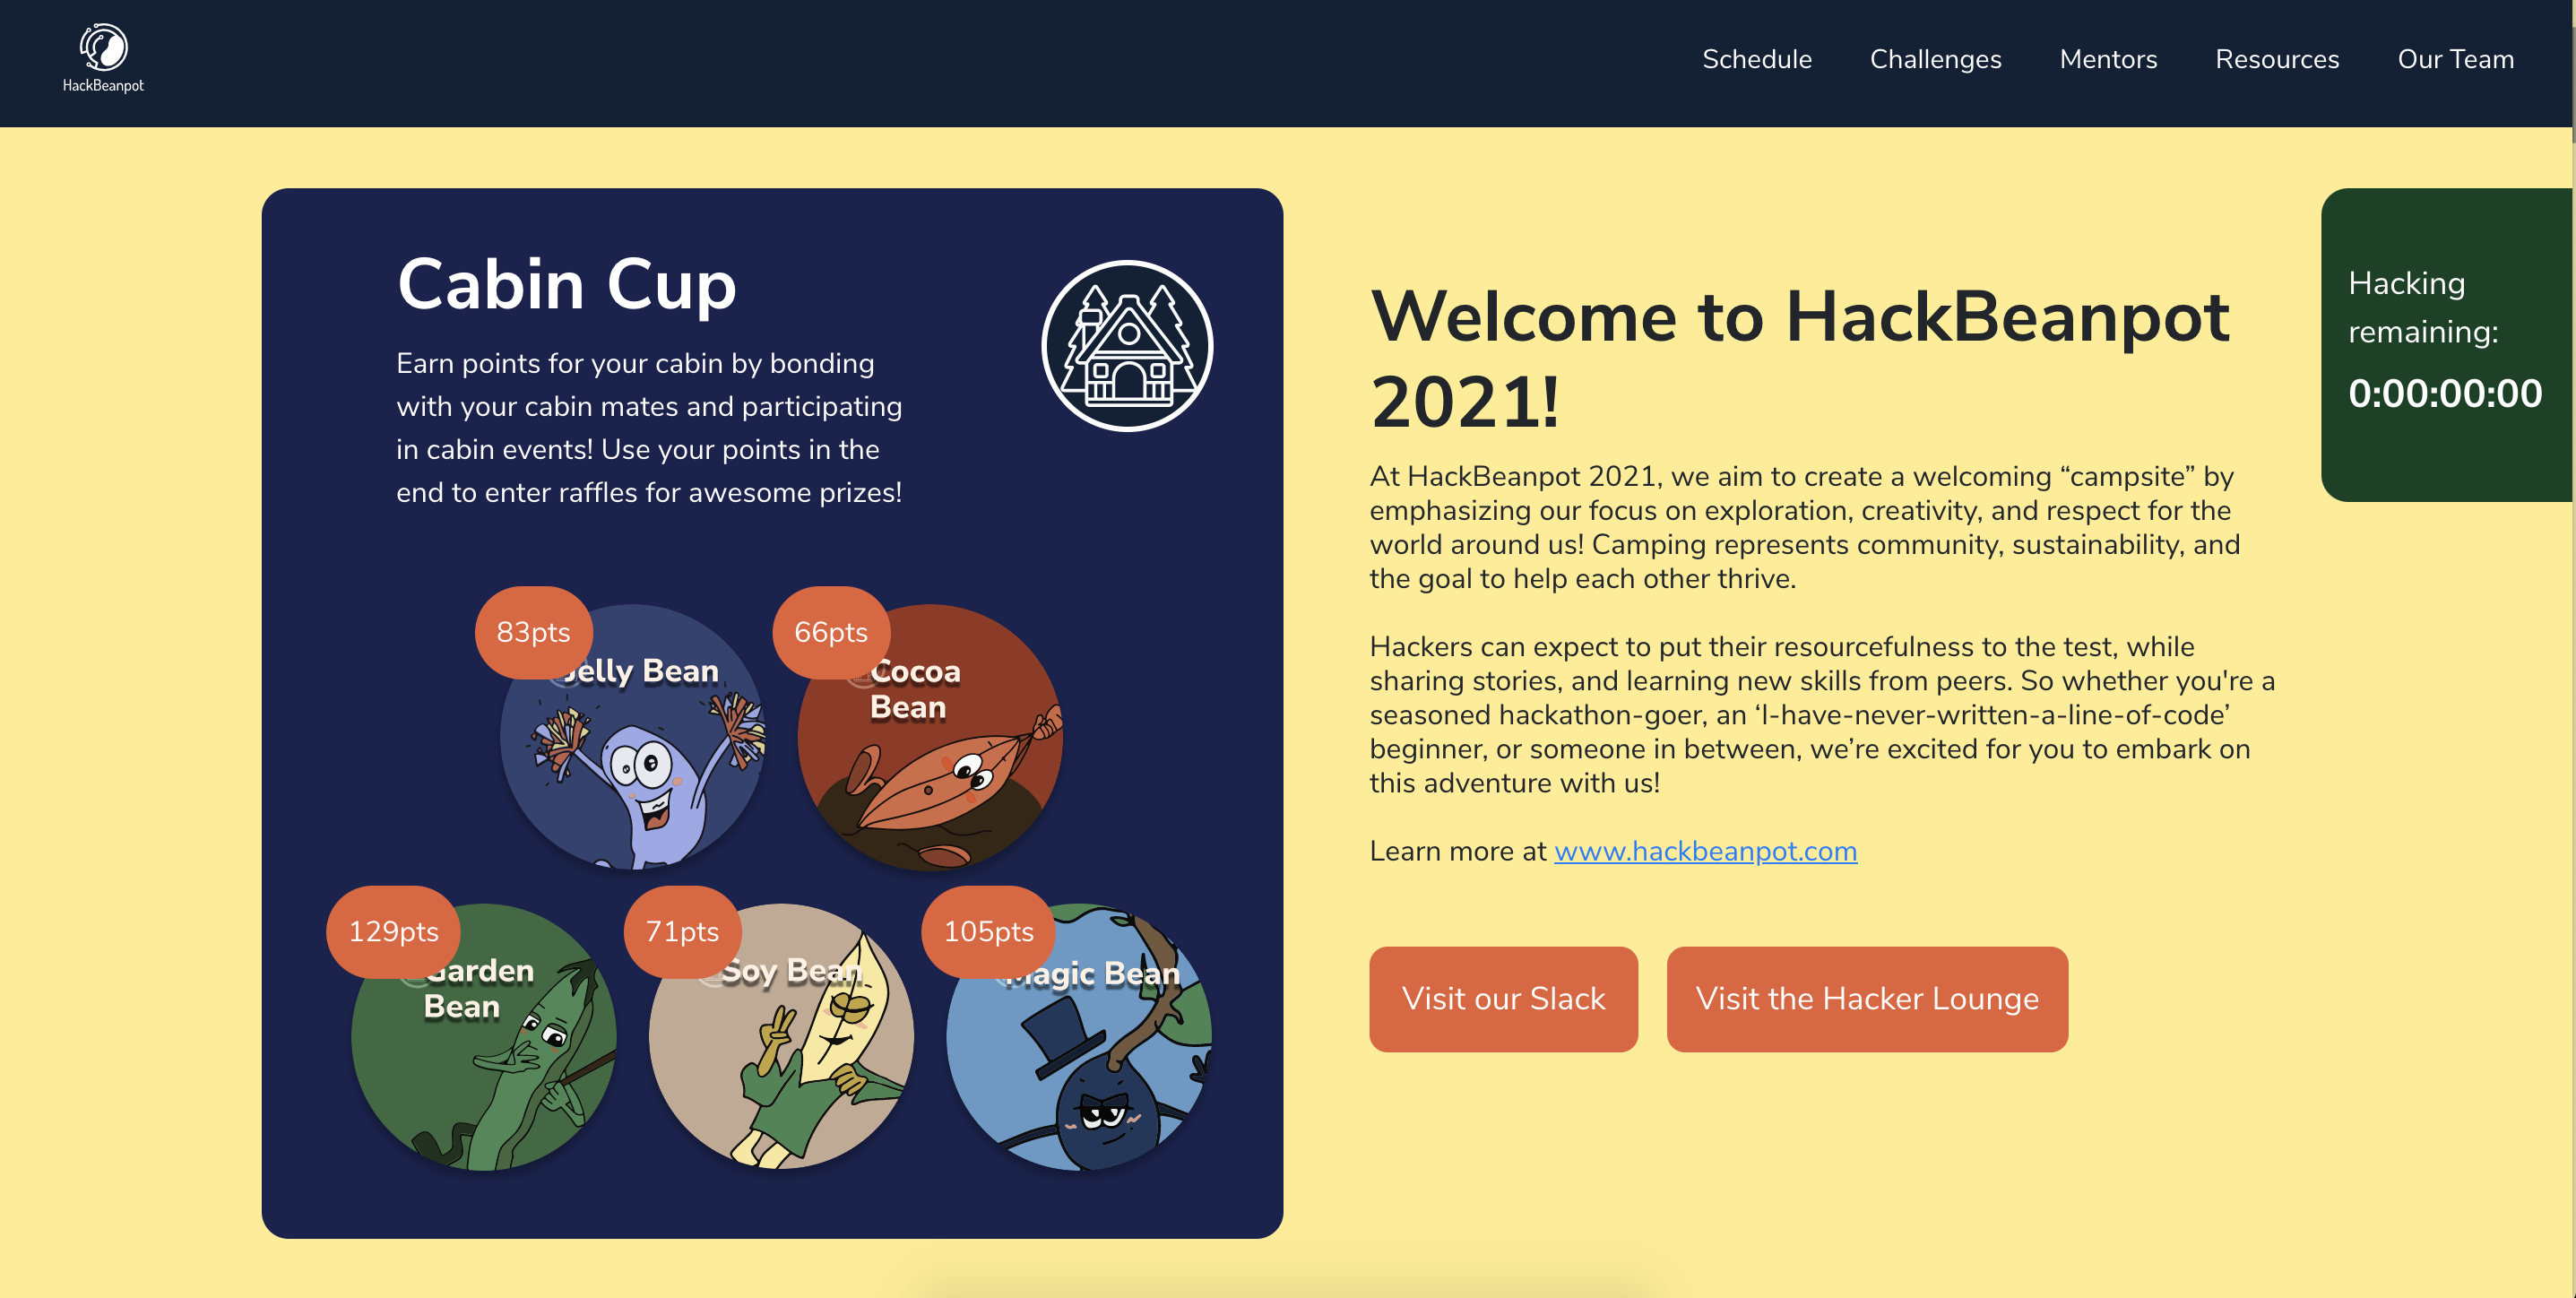 HackBeanpot
Schedule
Challenges
Mentors
Resources
Our Team
Cabin Cup
Earn points for your cabin by bonding
with your cabin mates and participating
in cabin events! Use your points in the
end to enter raffles for awesome prizes!
83pts
Jelly Bean
66pts
Cocoa
Bean
129pts
Garden
Bean
71pts
Soy Bean
105pts
Magic Bean
Welcome to HackBeanpot
2021!
At HackBeanpot 2021, we aim to create a welcoming “campsite” by
emphasizing our focus on exploration, creativity, and respect for the
world around us! Camping represents community, sustainability, and
the goal to help each other thrive.
Hackers can expect to put their resourcefulness to the test, while
sharing stories, and learning new skills from peers. So whether you're a
seasoned hackathon-goer, an ‘I-have-never-written-a-line-of-code’
beginner, or someone in between, we’re excited for you to embark on
this adventure with us!
Learn more at www.hackbeanpot.com
Visit our Slack
Visit the Hacker Lounge
Hacking
remaining:
0:00:00:00